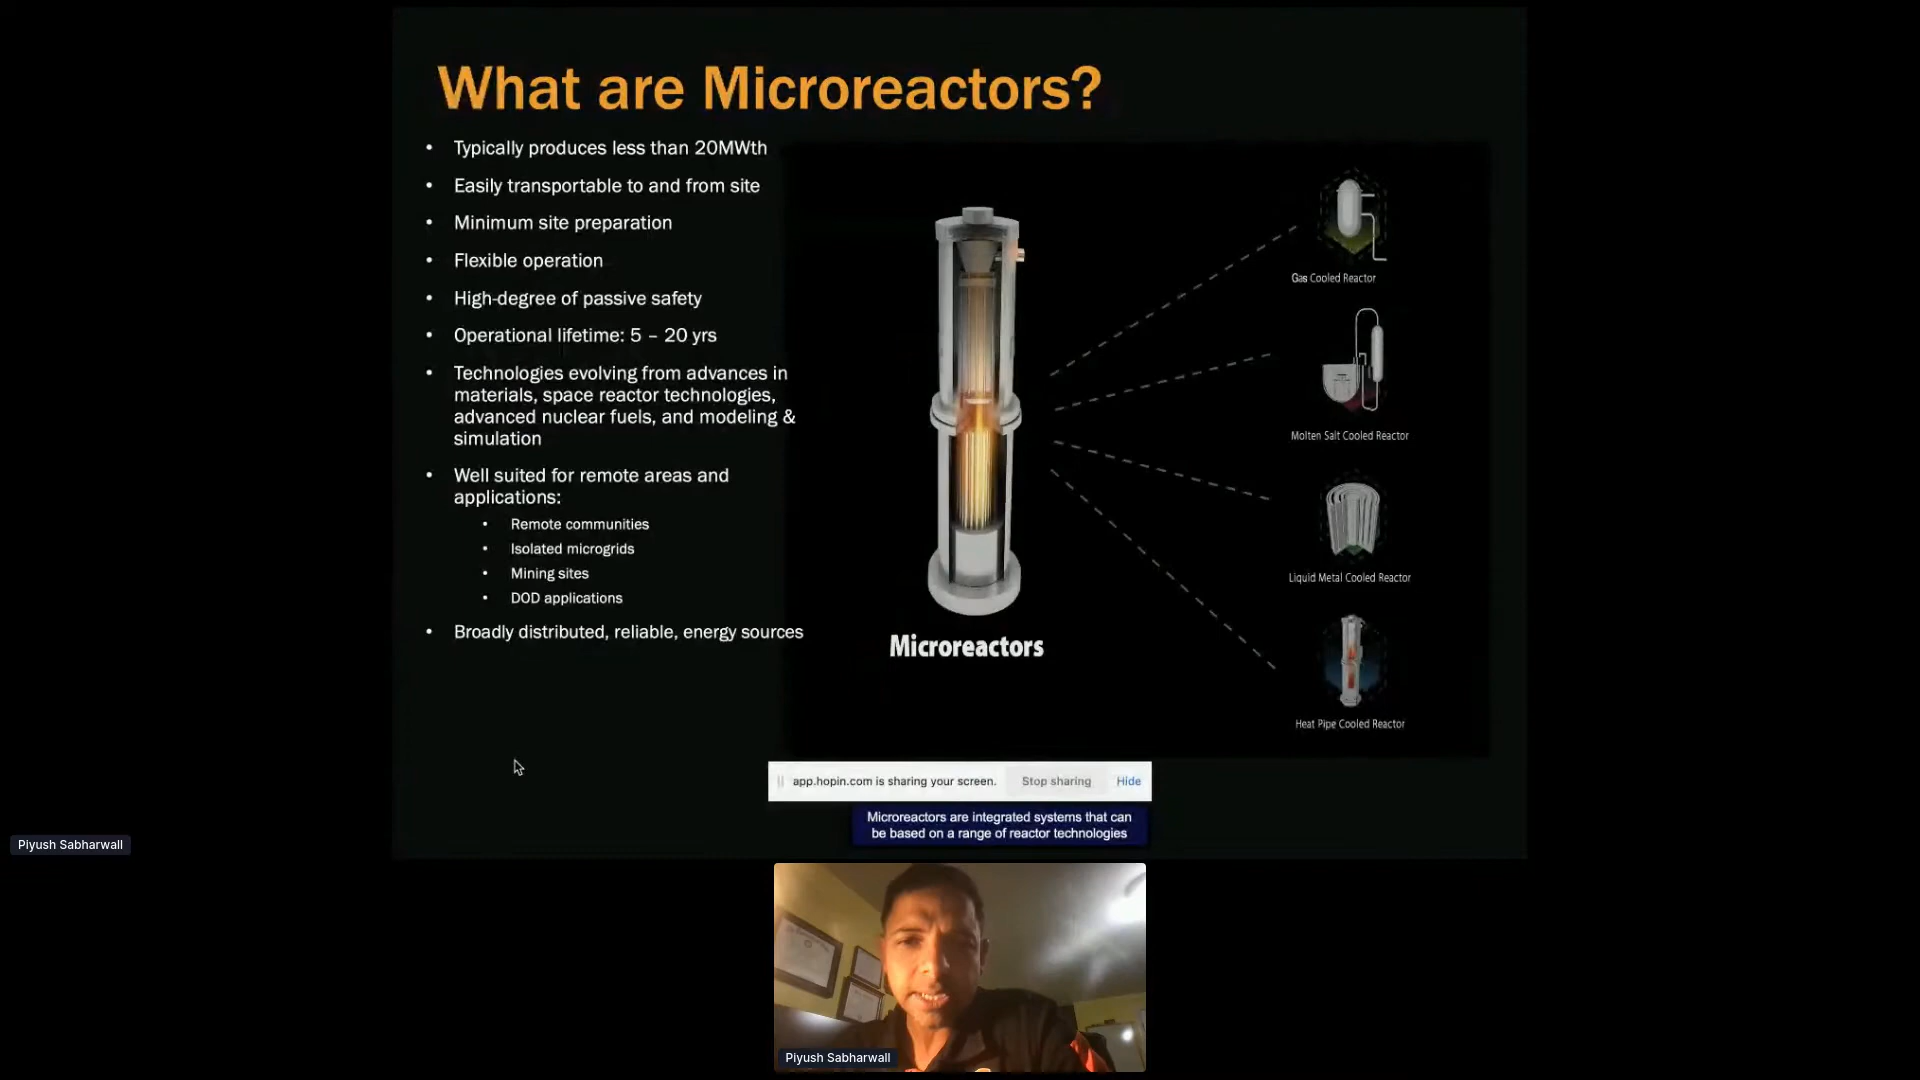 What are Microreactors?
• Typically produces less than 20MWth
• Easily transportable to and from site
• Minimum site preparation
• Flexible operation
• High-degree of passive safety
• Operational lifetime: 5 – 20 yrs
• Technologies evolving from advances in
materials, space reactor technologies,
advanced nuclear fuels, and modeling &
simulation
• Well suited for remote areas and
applications:
• Remote communities
• Isolated microgrids
• Mining sites
• DOD applications
• Broadly distributed, reliable, energy sources
Microreactors
Gas Cooled Reactor
Molten Salt Cooled Reactor
Liquid Metal Cooled Reactor
Heat Pipe Cooled Reactor
app.hopin.com is sharing your screen. Stop sharing Hide
Microreactors are integrated systems that can
be based on a range of reactor technologies
Piyush Sabharwall
Piyush Sabharwall